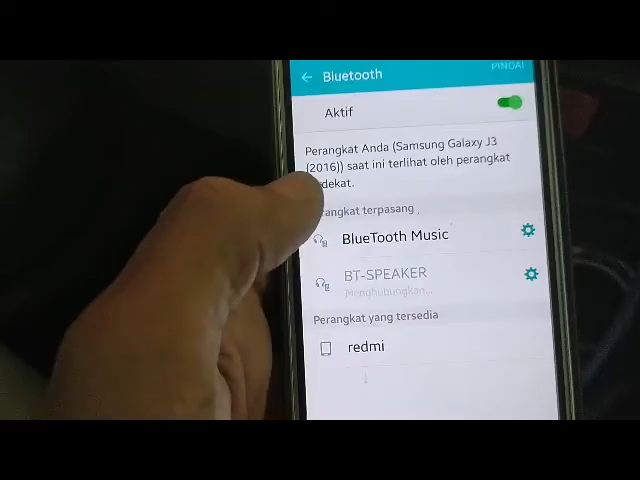 Bluetooth
PINDAI
Aktif
Perangkat Anda (Samsung Galaxy J3
(2016)) saat ini terlihat oleh perangkat
dekat.
rangkat terpasang
BlueTooth Music
BT-SPEAKER
Menghubungkan...
Perangkat yang tersedia
redmi